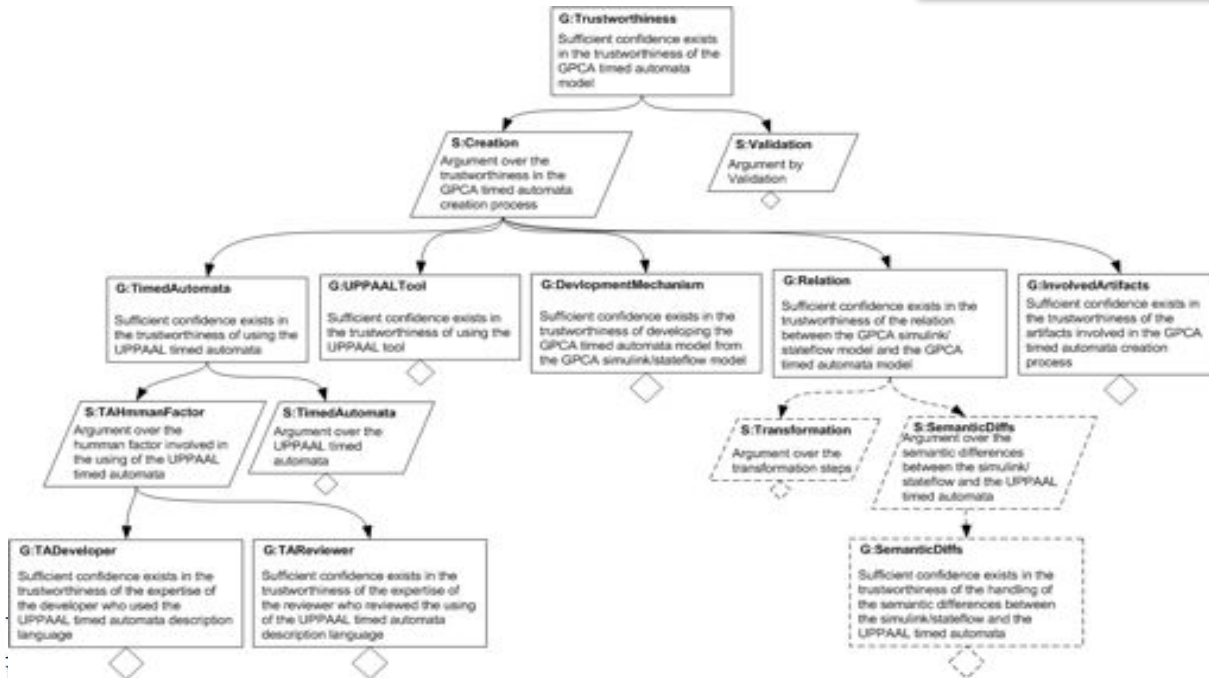 G:Trustworthiness
Sufficient confidence exists
in the trustworthiness of the
GPCA timed automata
model
S:Creation
Argument over the
trustworthiness in the
GPCA timed automata
creation process
S:Validation
Argument by
Validation
G:TimedAutomata
Sufficient confidence exists in
the trustworthiness of using the
UPPAAL timed automata
G:UPPAALTool
Sufficient confidence exists in
the trustworthiness of using the
UPPAAL tool
G:DevlopmentMechanism
Sufficient confidence exists in the
trustworthiness of developing the
GPCA timed automata model from
the GPCA simulink/stateflow model
G:Relation
Sufficient confidence exists in the
trustworthiness of the relation
between the GPCA simulink/
stateflow model and the GPCA
timed automata model
G:InvolvedArtifacts
Sufficient confidence exists in
the trustworthiness of the
artifacts involved in the GPCA
timed automata creation
process
S:TAHmmanFactor
Argument over the
humman factor involved in
the using of the UPPAAL
timed automata
S:TimedAutomata
Argument over the
UPPAAL timed
automata
S:Transformation
Argument over the
transformation steps
S:SemanticDiffs
Argument over the
semantic differences
between the simulink/
stateflow and the UPPAAL
timed automata
G:TADeveloper
Sufficient confidence exists in the
trustworthiness of the expertise of
the developer who used the
UPPAAL timed automata description
language
G:TAReviewer
Sufficient confidence exists in the
trustworthiness of the expertise of
the reviewer who reviewed the using
of the UPPAAL timed automata
description language
G:SemanticDiffs
Sufficient confidence exists in the
trustworthiness of the handling of
the semantic differences between
the simulink/stateflow and the
UPPAAL timed automata